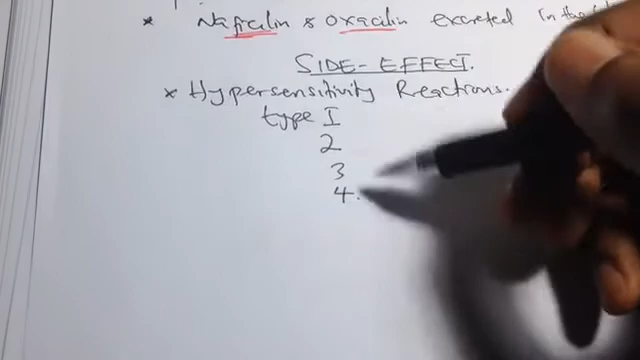 * Nafcilin & Oxacilin excreted in the
SIDE-EFFECT.
* Hypersensitivity Reactions.
type I
2
3
4.